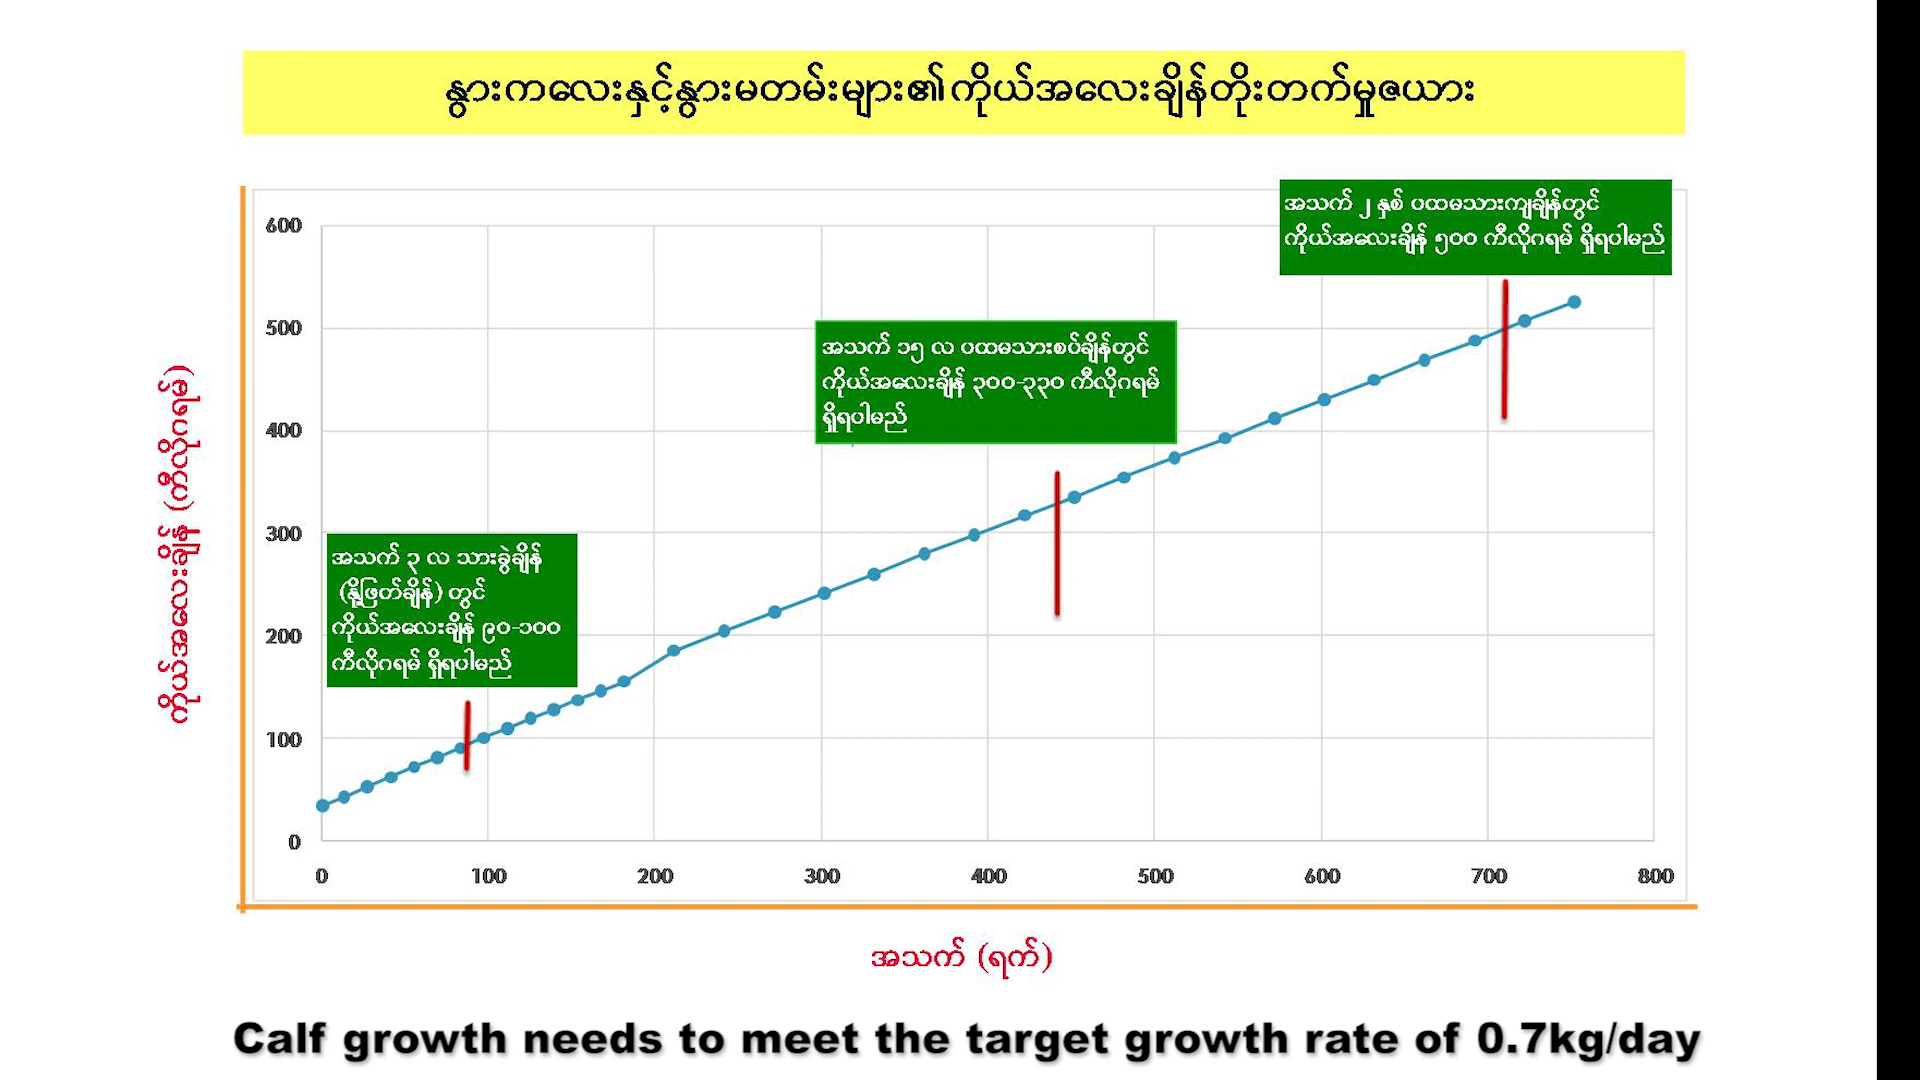 နွားကလေးနှင့်နွားမတမ်းများ၏ကိုယ်အလေးချိန်တိုးတက်မှုဇယား
အသက် ၂ နှစ် ပထမသားကျချိန်တွင်
ကိုယ်အလေးချိန် ၅၀၀ ကီလိုဂရမ် ရှိရပါမည်
အသက် ၁၅ လ ပထမသားစပ်ချိန်တွင်
ကိုယ်အလေးချိန် ၃၀၀-၃၃၀ ကီလိုဂရမ်
ရှိရပါမည်
အသက် ၃ လ သားခွဲချိန်
(နို့ဖြတ်ချိန်) တွင်
ကိုယ်အလေးချိန် ၉၀-၁၀၀
ကီလိုဂရမ် ရှိရပါမည်
ကိုယ်အလေးချိန် (ကီလိုဂရမ်)
600
500
400
300
200
100
0
0 100 200 300 400 500 600 700 800
အသက် (ရက်)
Calf growth needs to meet the target growth rate of 0.7kg/day